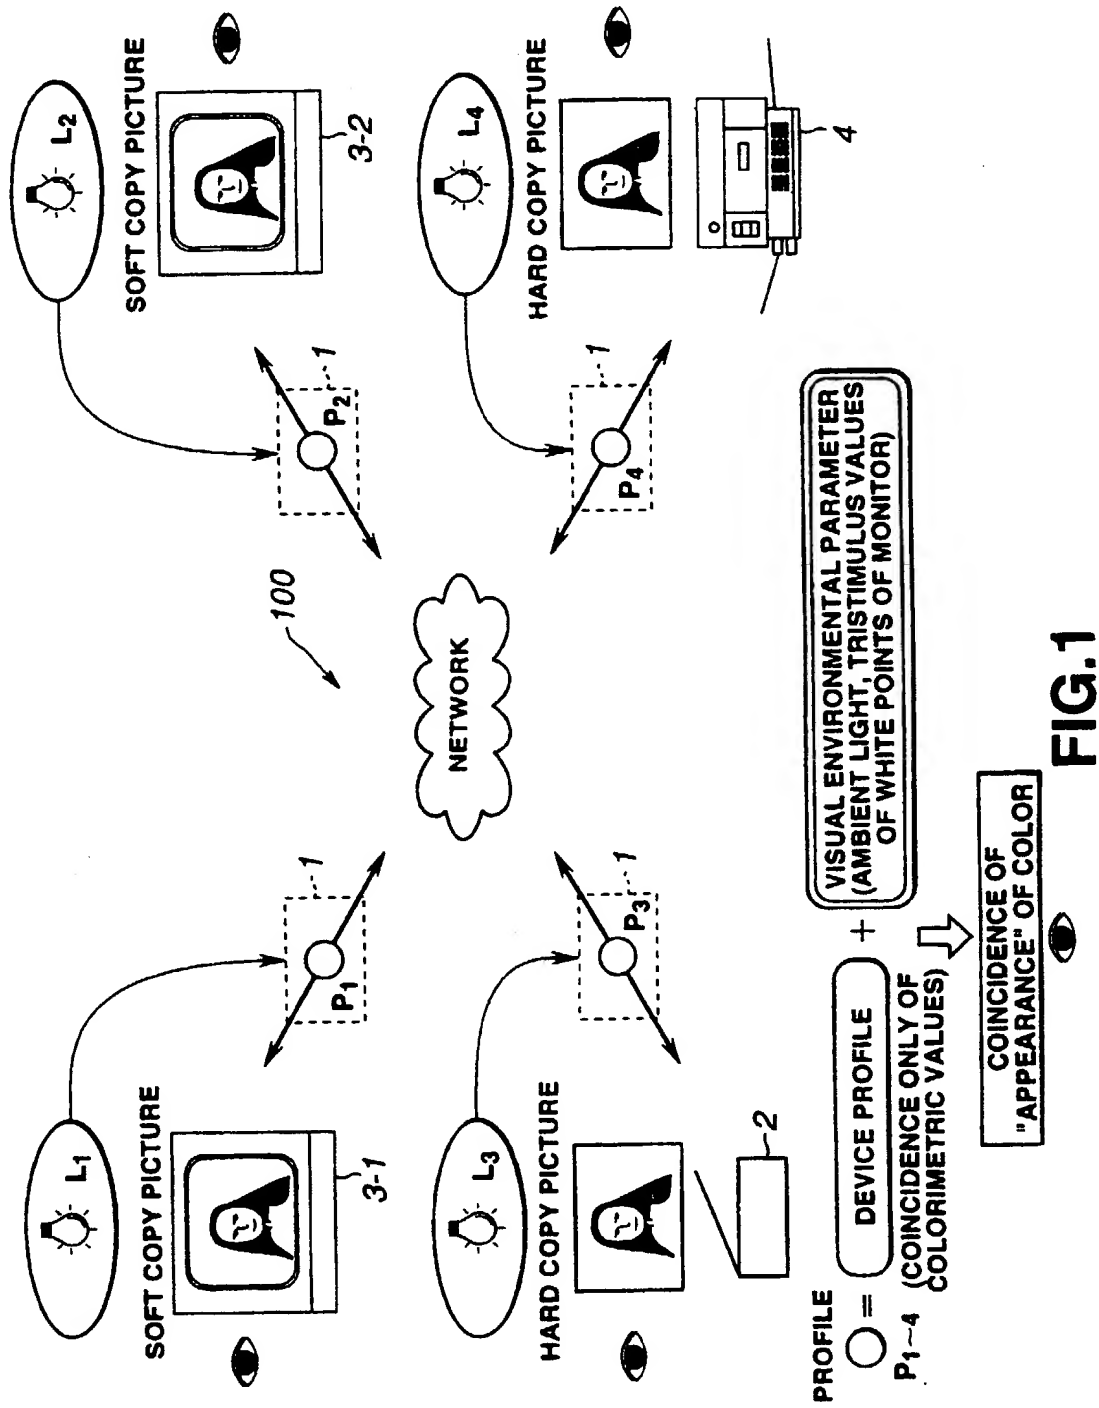 L1
SOFT COPY PICTURE
3-1
P1
1
L2
SOFT COPY PICTURE
3-2
P2
1
100
NETWORK
L3
HARD COPY PICTURE
2
P3
1
L4
HARD COPY PICTURE
4
P4
1
PROFILE
=
P1~4
DEVICE PROFILE
(COINCIDENCE ONLY OF
COLORIMETRIC VALUES)
+
VISUAL ENVIRONMENTAL PARAMETER
(AMBIENT LIGHT, TRISTIMULUS VALUES
OF WHITE POINTS OF MONITOR)
COINCIDENCE OF
"APPEARANCE" OF COLOR
FIG.1